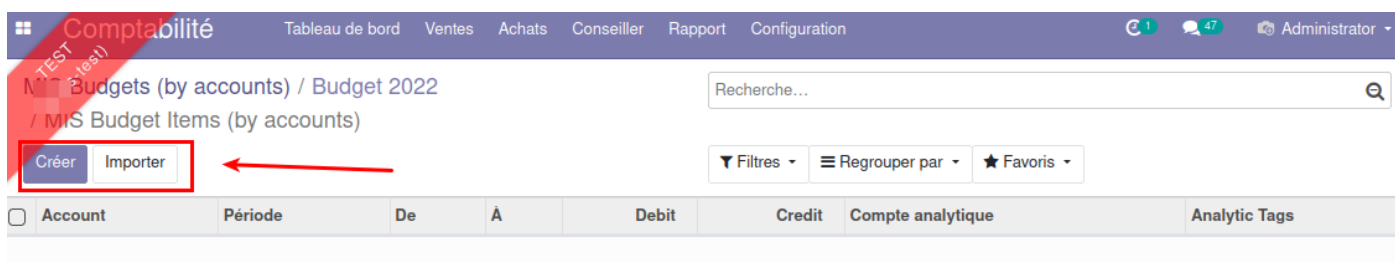 Comptabilité Tableau de bord Ventes Achats Conseiller Rapport Configuration 1 47 Administrator
TEST
-test)
MIS Budgets (by accounts) / Budget 2022
/ MIS Budget Items (by accounts)
Recherche...
Créer Importer Filtres Regrouper par Favoris
Account Période De À Debit Credit Compte analytique Analytic Tags